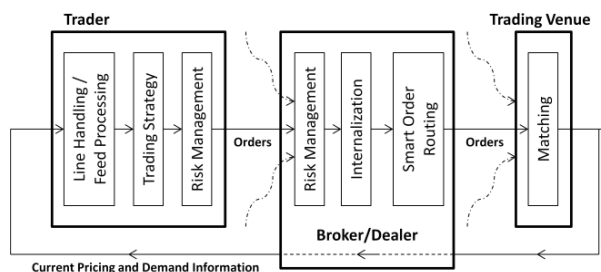 Trader
Trading Venue
Line Handling /
Feed Processing
Trading Strategy
Risk Management
Orders
Risk Management
Internalization
Smart Order
Routing
Orders
Matching
Broker/Dealer
Current Pricing and Demand Information